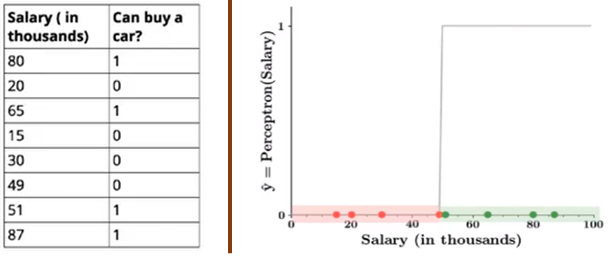 Salary ( in thousands) Can buy a car?
80 1
20 0
65 1
15 0
30 0
49 0
51 1
87 1
1
ŷ = Perceptron(Salary)
0
0 20 40 60 80 100
Salary (in thousands)